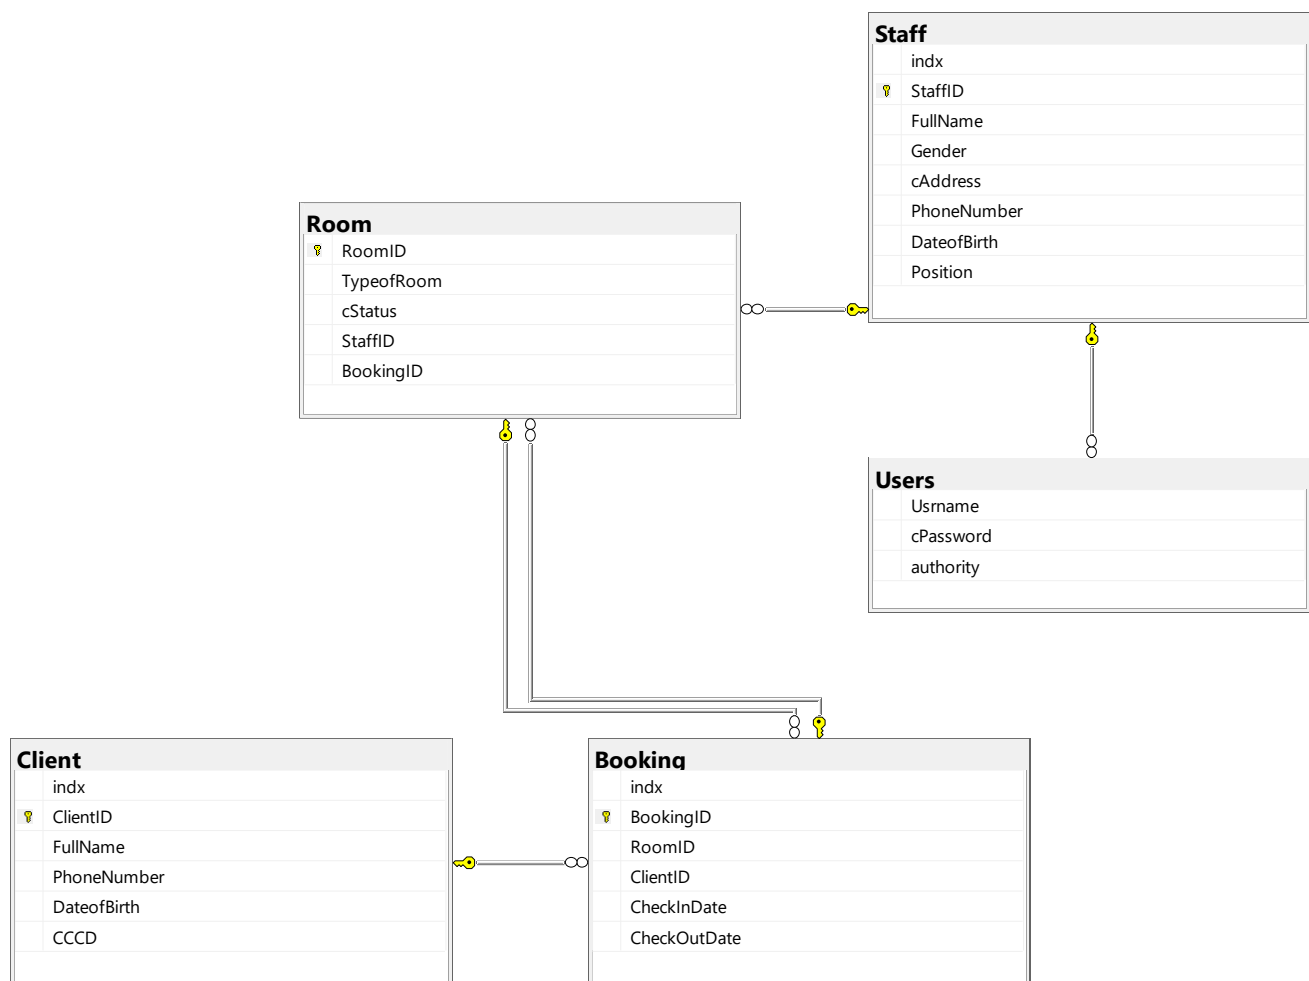 Staff
indx
StaffID
FullName
Gender
cAddress
PhoneNumber
DateofBirth
Position
Room
RoomID
TypeofRoom
cStatus
StaffID
BookingID
Users
Usrname
cPassword
authority
Client
indx
ClientID
FullName
PhoneNumber
DateofBirth
CCCD
Booking
indx
BookingID
RoomID
ClientID
CheckInDate
CheckOutDate